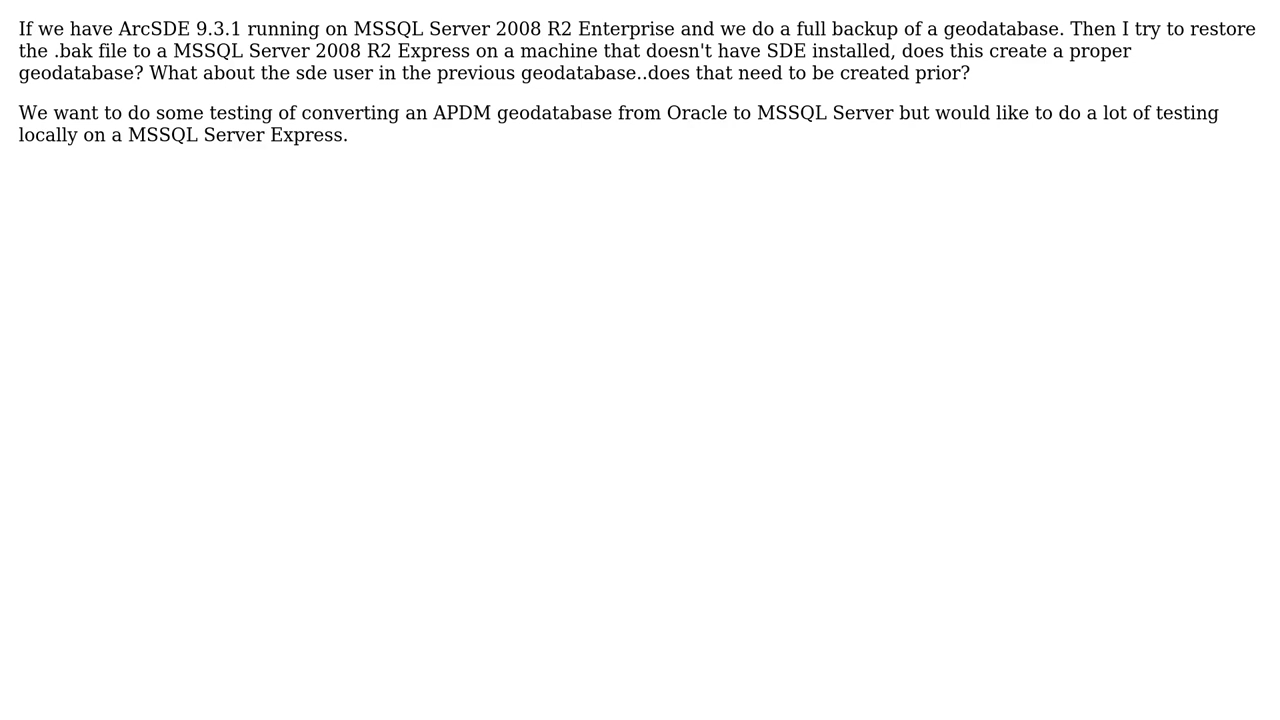 If we have ArcSDE 9.3.1 running on MSSQL Server 2008 R2 Enterprise and we do a full backup of a geodatabase. Then I try to restore
the .bak file to a MSSQL Server 2008 R2 Express on a machine that doesn't have SDE installed, does this create a proper
geodatabase? What about the sde user in the previous geodatabase..does that need to be created prior?
We want to do some testing of converting an APDM geodatabase from Oracle to MSSQL Server but would like to do a lot of testing
locally on a MSSQL Server Express.